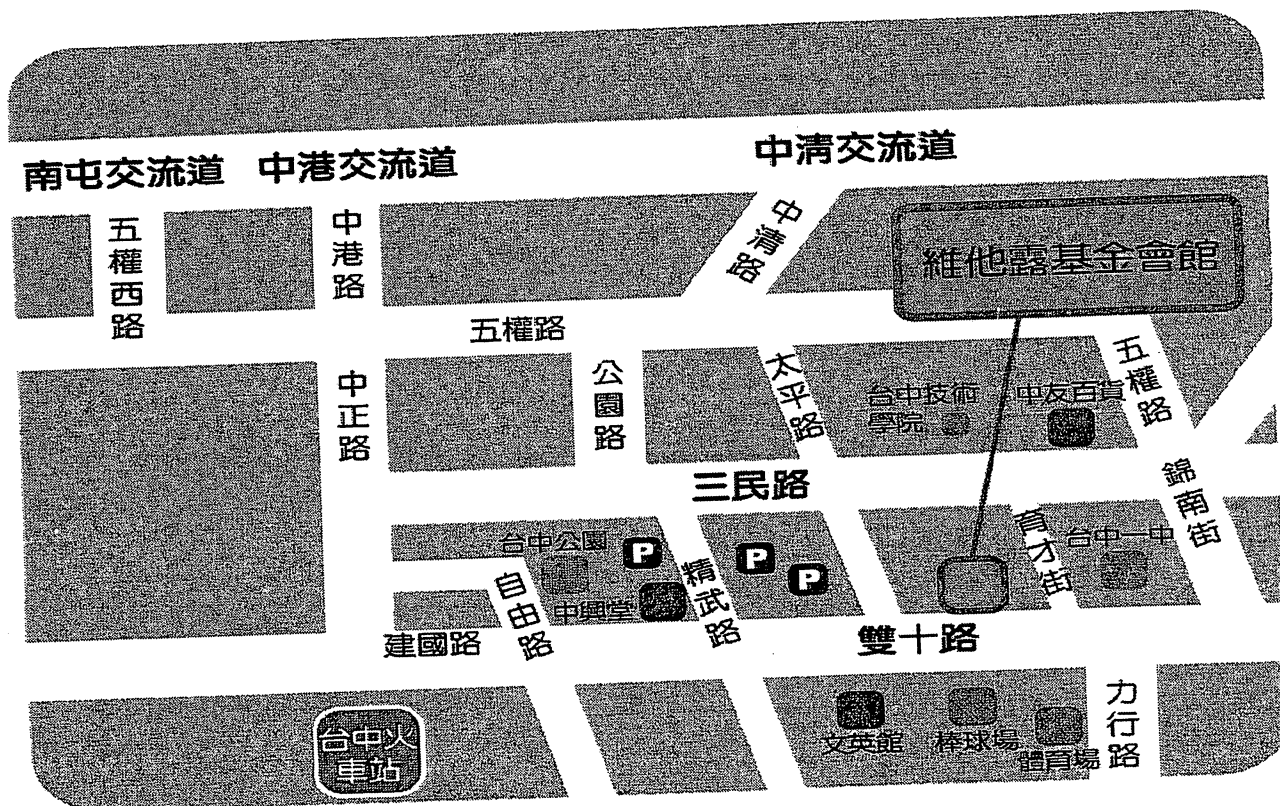 南屯交流道
中港交流道
中清交流道
五權西路
中港路
中清路
維他露基金會館
五權路
中正路
公園路
太平路
台中技術
學院
中友百貨
五權路
三民路
錦南街
台中公園
P
中興堂
自由路
精武路
P
P
育才街
台中一中
建國路
雙十路
台中火
車站
文英館
棒球場
體育場
力行路